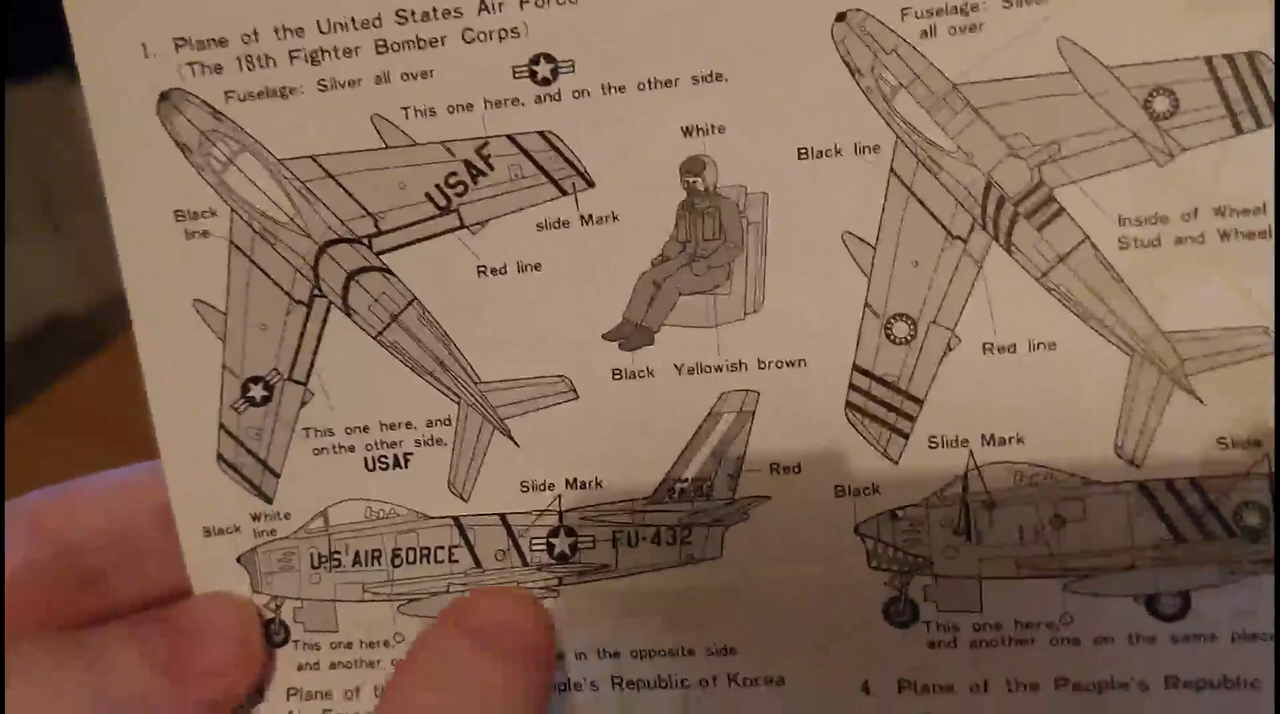 1. Plane of the United States Air Force
(The 18th Fighter Bomber Corps)
Fuselage: Silver all over
This one here, and on the other side.
USAF
Black
line
slide Mark
Red line
White
Black
Yellowish brown
This one here, and
on the other side,
USAF
Slide Mark
Red
Black
White
line
U.S. AIR FORCE
FU-432
This one here,
and another
in the opposite side
Plane of
People's Republic of Korea
Fuselage: Silver
all over
Black line
Inside of Wheel
Stud and Wheel
Red line
Slide Mark
Slide
Black
This one here,
and another one on the same place
4 Plane of the People's Republic